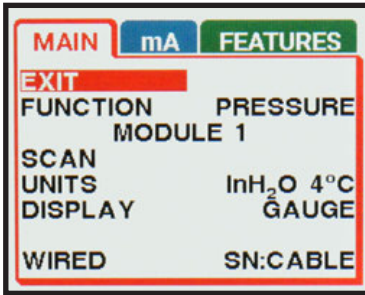 MAIN mA FEATURES
EXIT
FUNCTION PRESSURE
MODULE 1
SCAN
UNITS InH₂O 4°C
DISPLAY GAUGE
WIRED SN:CABLE